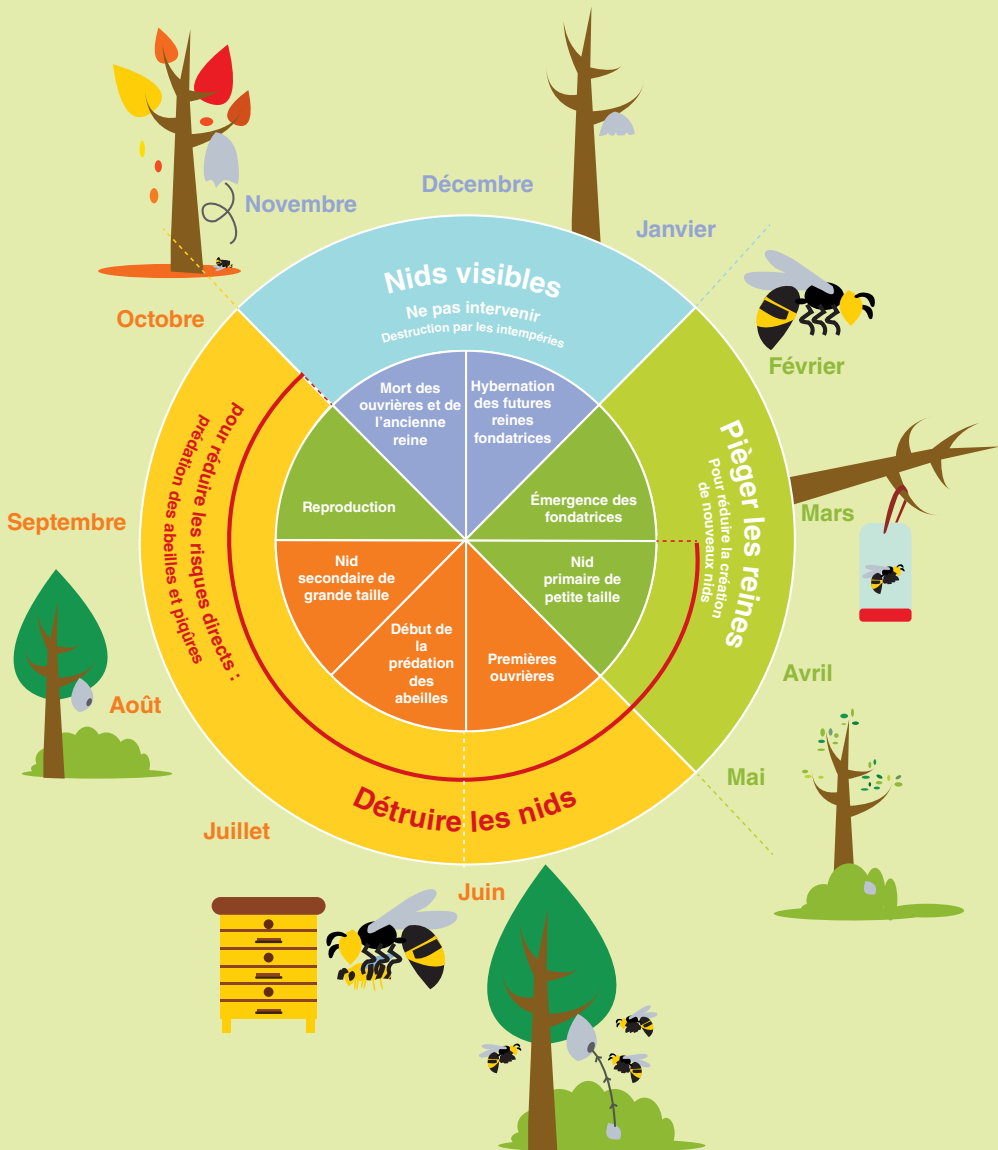 Décembre
Janvier
Novembre
Octobre
Février
Mars
Avril
Mai
Juin
Juillet
Août
Septembre
Nids visibles
Ne pas intervenir
Destruction par les intempéries
Mort des
ouvrières et de
l'ancienne
reine
Hybernation
des futures
reines
fondatrices
Reproduction
Émergence des
fondatrices
Nid
secondaire de
grande taille
Nid
primaire de
petite taille
Début de
la
prédation
des
abeilles
Premières
ouvrières
Pièger les reines
Pour réduire la création
de nouveaux nids
Détruire les nids
pour réduire les risques directs :
prédation des abeilles et piqûres